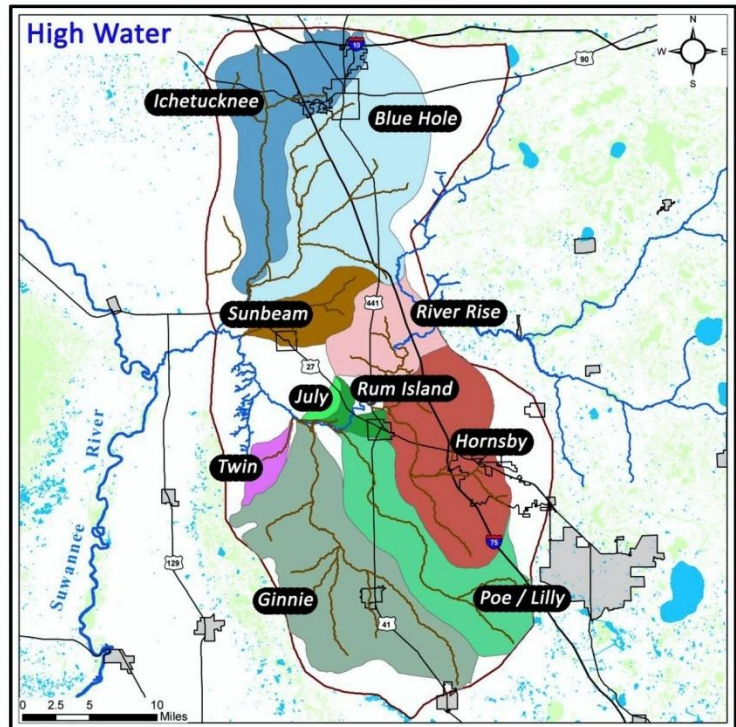 High Water
N
W E
S
10
90
Ichetucknee
Blue Hole
Sunbeam
441
River Rise
27
July
Rum Island
Hornsby
Twin
Suwannee River
129
75
Ginnie
Poe / Lilly
41
0 2.5 5 10
Miles